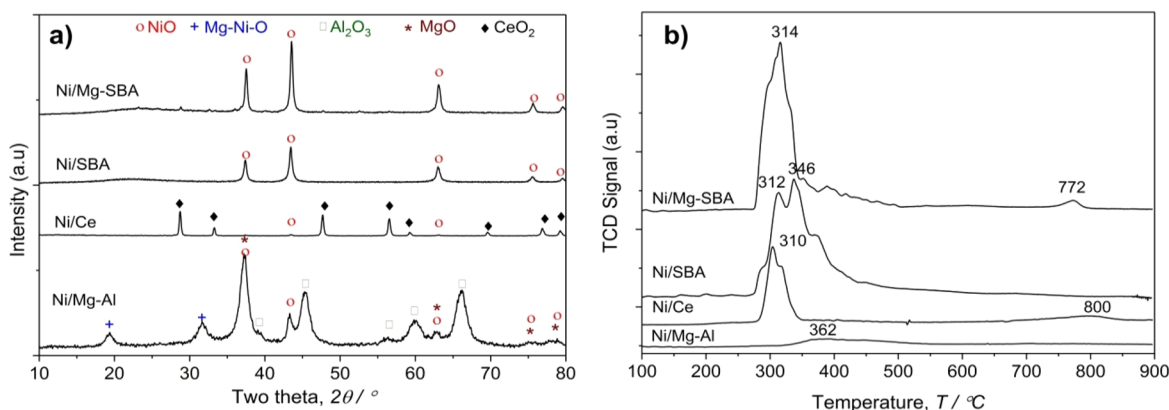 a)
NiO
Mg-Ni-O
Al₂O₃
MgO
CeO₂
Ni/Mg-SBA
Ni/SBA
Ni/Ce
Ni/Mg-Al
Intensity (a.u)
10 20 30 40 50 60 70 80
Two theta, 2θ / °
b)
314
Ni/Mg-SBA
772
312
346
Ni/SBA
310
Ni/Ce
800
Ni/Mg-Al
362
TCD Signal (a.u)
100 200 300 400 500 600 700 800 900
Temperature, T / °C